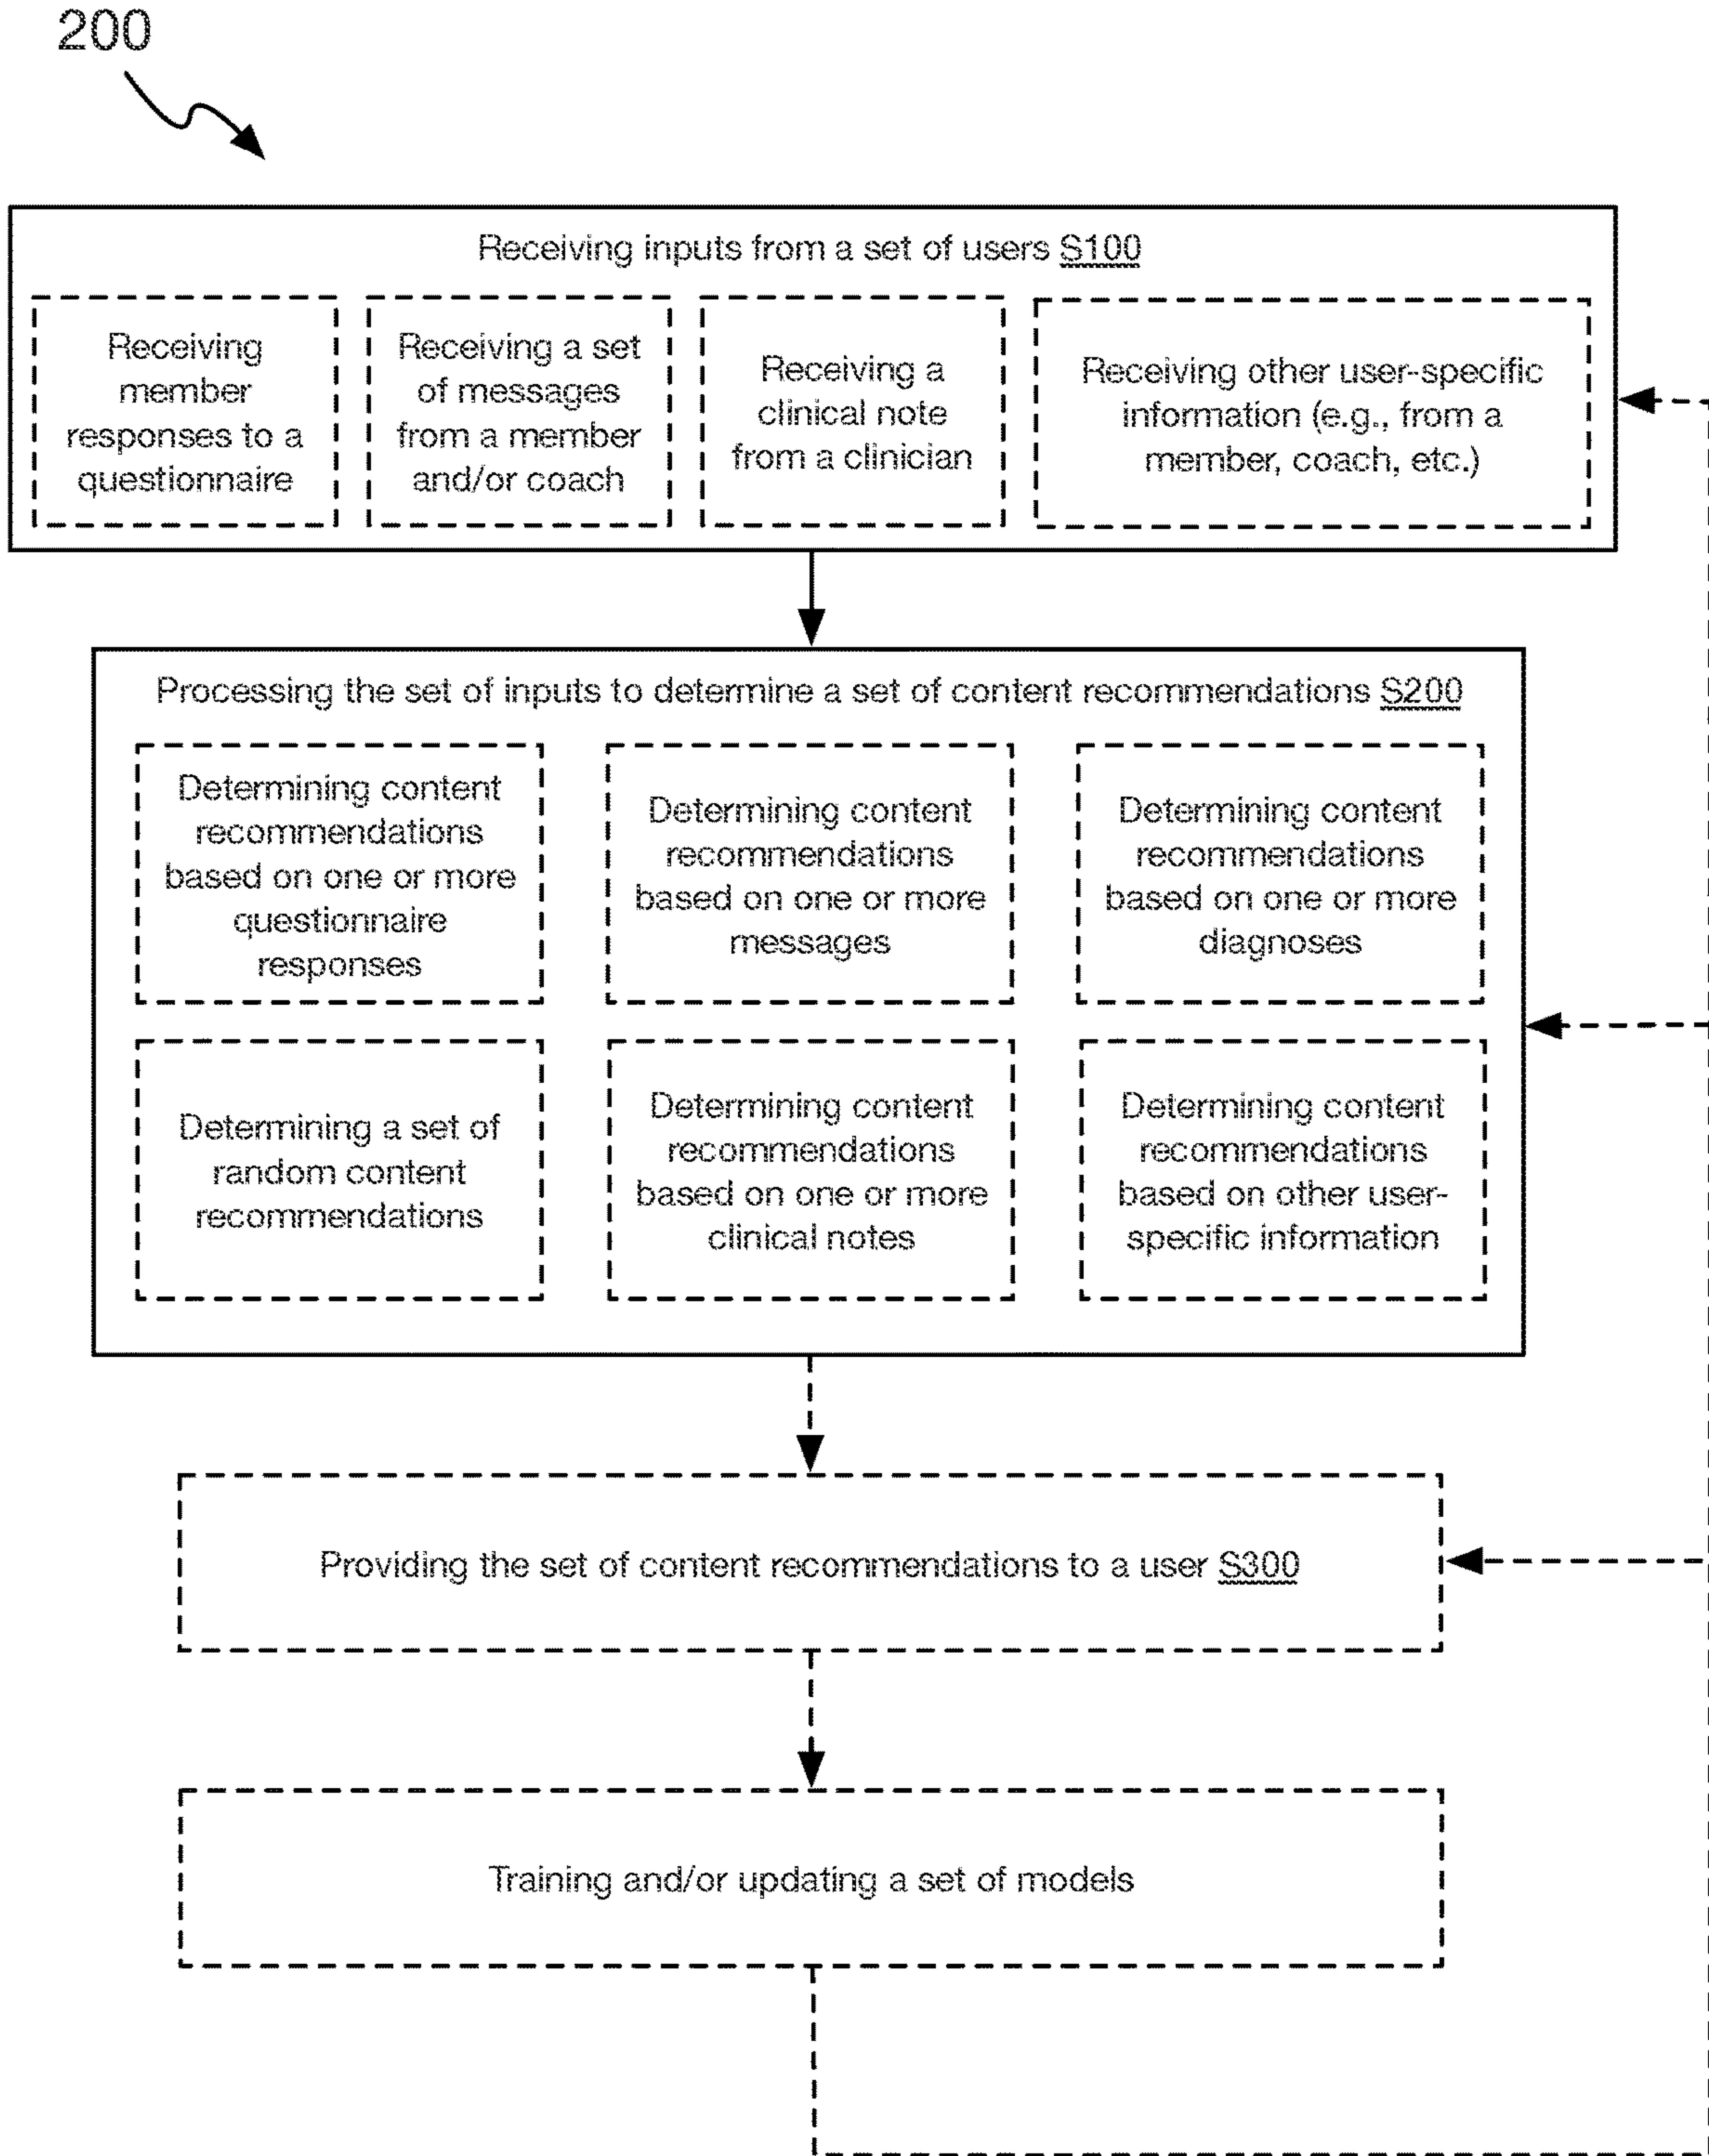 200
Receiving inputs from a set of users S100
Receiving
member
responses to a
questionnaire
Receiving a set
of messages
from a member
and/or coach
Receiving a
clinical note
from a clinician
Receiving other user-specific
information (e.g., from a
member, coach, etc.)
Processing the set of inputs to determine a set of content recommendations S200
Determining content
recommendations
based on one or more
questionnaire
responses
Determining content
recommendations
based on one or more
messages
Determining content
recommendations
based on one or more
diagnoses
Determining a set of
random content
recommendations
Determining content
recommendations
based on one or more
clinical notes
Determining content
recommendations
based on other user-
specific information
Providing the set of content recommendations to a user S300
Training and/or updating a set of models